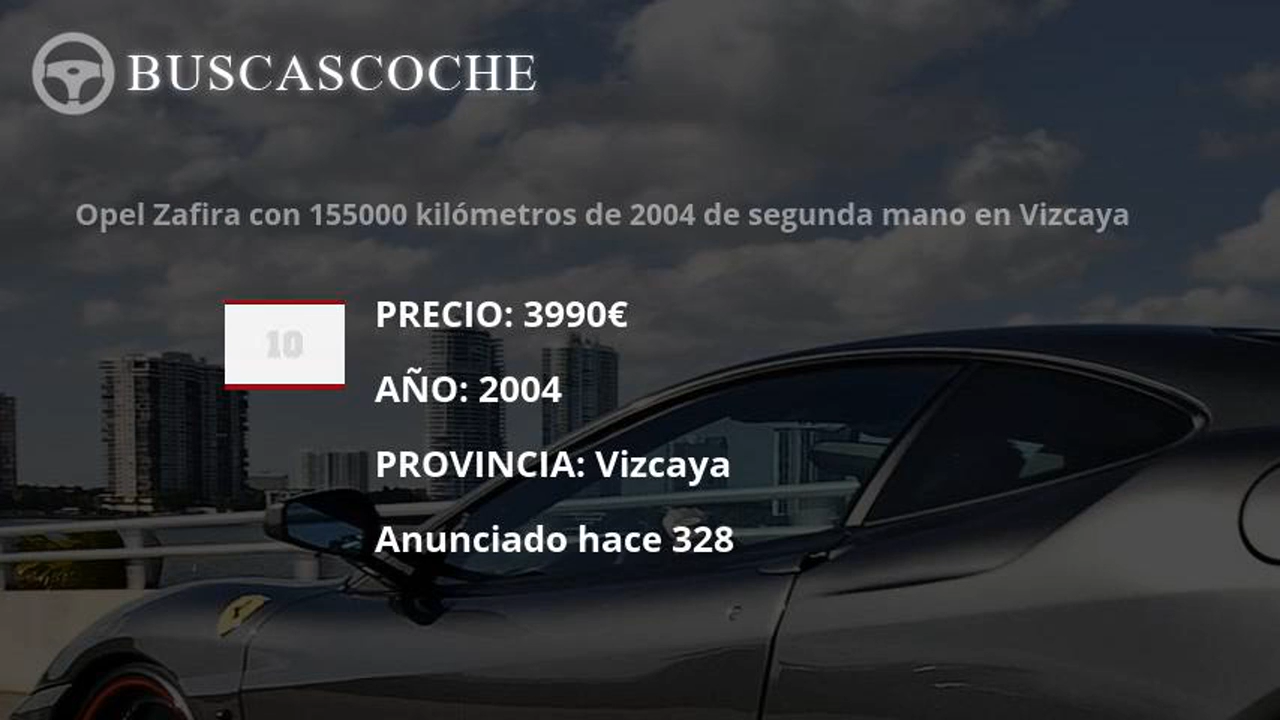 BUSCASCOCHE
Opel Zafira con 155000 kilómetros de 2004 de segunda mano en Vizcaya
10
PRECIO: 3990€
AÑO: 2004
PROVINCIA: Vizcaya
Anunciado hace 328